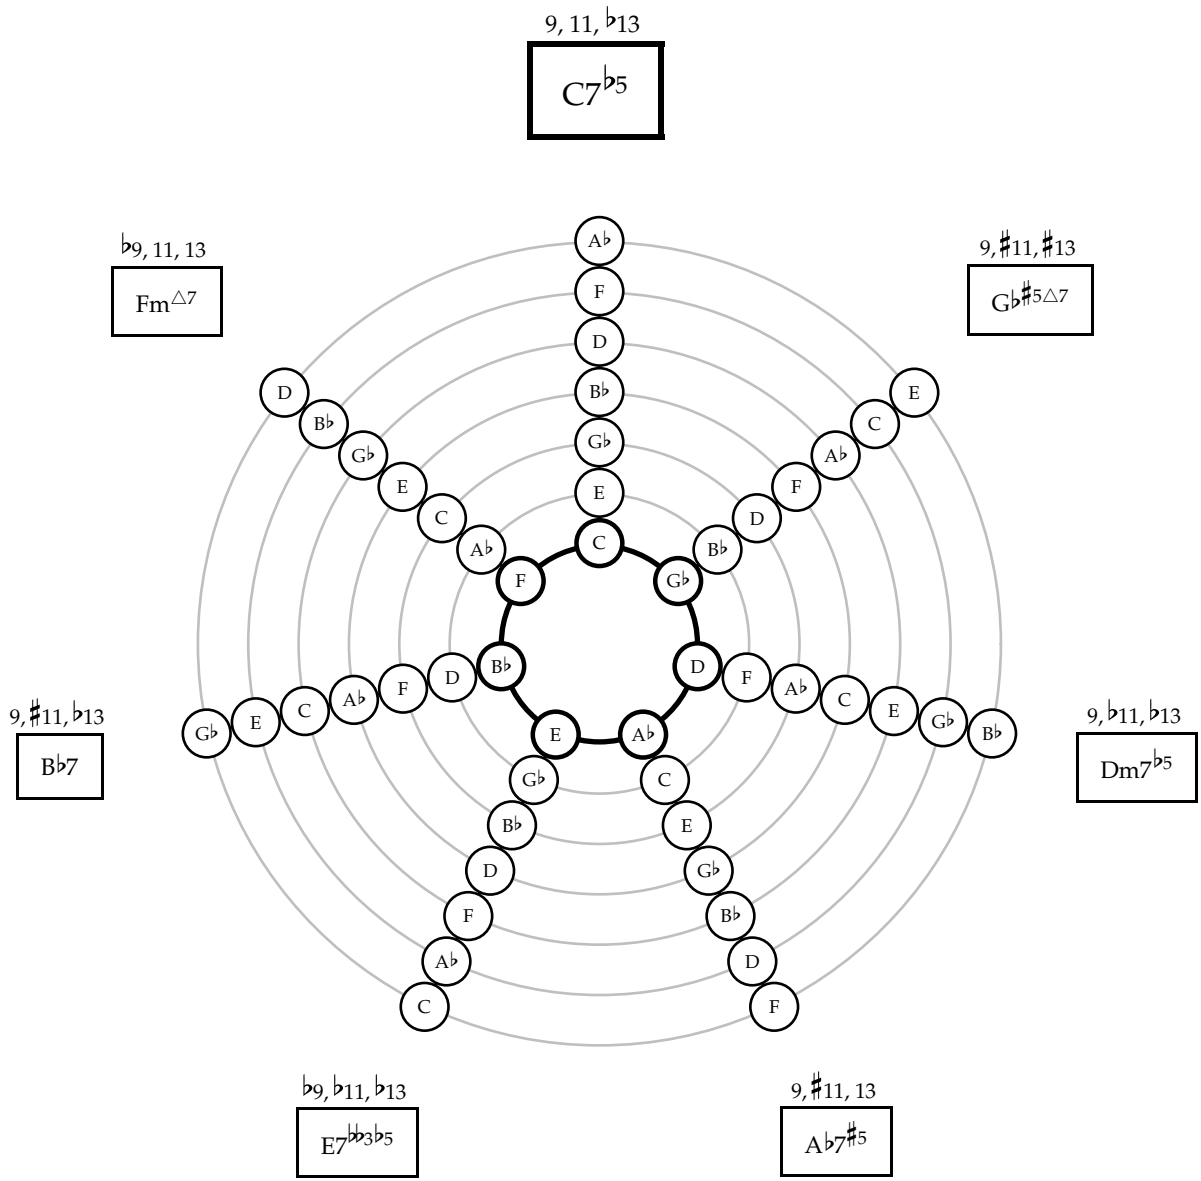 9, 11, ♭13
C7♭5
♭9, 11, 13
Fm△7
9, ♯11, ♯13
G♭♯5△7
A♭
F
D
B♭
G♭
E
C
D
B♭
G♭
E
C
A♭
F
E
C
A♭
F
D
B♭
G♭
9, ♯11, ♭13
B♭7
G♭
E
C
A♭
F
D
B♭
D
F
A♭
C
E
G♭
B♭
9, ♭11, ♭13
Dm7♭5
E
G♭
B♭
D
F
A♭
C
A♭
C
E
G♭
B♭
D
F
♭9, ♭11, ♭13
E7♭♭3♭5
9, ♯11, 13
A♭7♯5